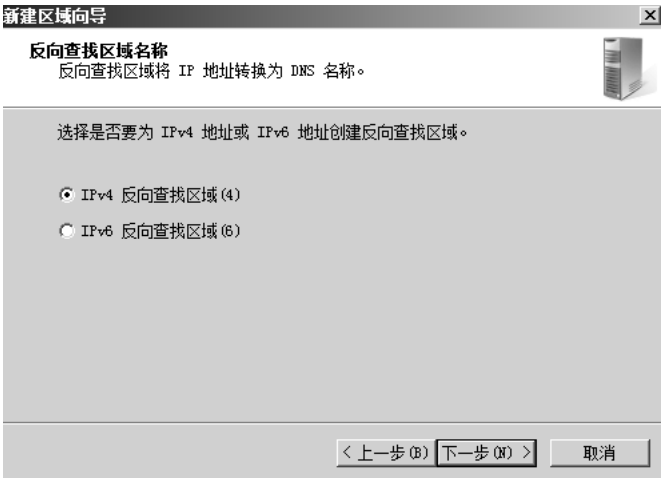 新建区域向导
反向查找区域名称
反向查找区域将 IP 地址转换为 DNS 名称。
选择是否要为 IPv4 地址或 IPv6 地址创建反向查找区域。
IPv4 反向查找区域(4)
IPv6 反向查找区域(6)
< 上一步(B) 下一步(N) > 取消